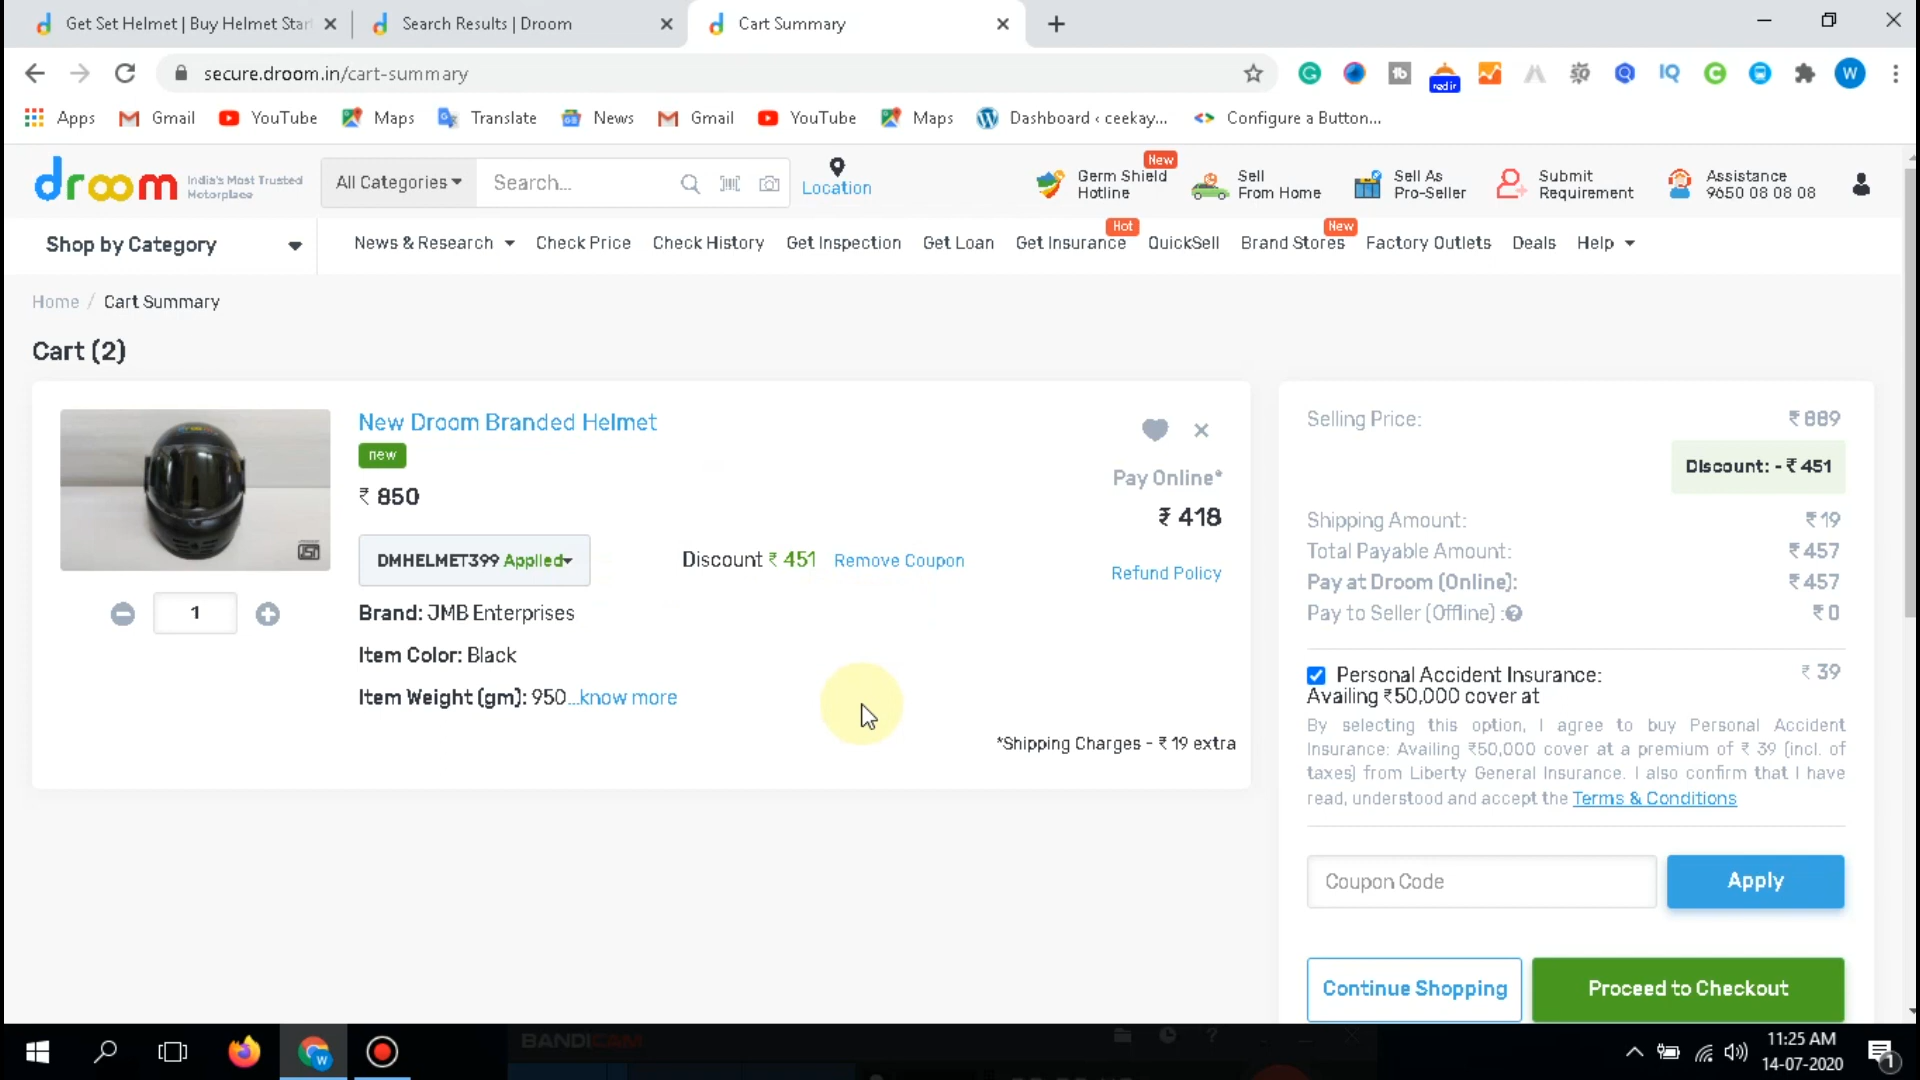 Get Set Helmet | Buy Helmet Star
Search Results | Droom
Cart Summary
secure.droom.in/cart-summary
redir
IQ
W
Apps
Gmail
YouTube
Maps
Translate
News
Gmail
YouTube
Maps
Dashboard ‹ ceekay...
Configure a Button...
droom
India's Most Trusted
Motorplace
All Categories
Search...
Location
New
Germ Shield
Hotline
Sell
From Home
Sell As
Pro-Seller
Submit
Requirement
Assistance
9650 08 08 08
Shop by Category
News & Research
Check Price
Check History
Get Inspection
Get Loan
Get Insurance
Hot
QuickSell
Brand Stores
New
Factory Outlets
Deals
Help
Home / Cart Summary
Cart (2)
New Droom Branded Helmet
new
₹ 850
DMHELMET399 Applied
Discount ₹ 451 Remove Coupon
Brand: JMB Enterprises
Item Color: Black
Item Weight (gm): 950...know more
ISI
1
Pay Online*
₹ 418
Refund Policy
*Shipping Charges - ₹ 19 extra
Selling Price: ₹ 889
Discount: - ₹ 451
Shipping Amount: ₹ 19
Total Payable Amount: ₹ 457
Pay at Droom (Online): ₹ 457
Pay to Seller (Offline) : ₹ 0
Personal Accident Insurance: ₹ 39
Availing ₹50,000 cover at
By selecting this option, I agree to buy Personal Accident
Insurance: Availing ₹50,000 cover at a premium of ₹ 39 (incl. of
taxes) from Liberty General Insurance. I also confirm that I have
read, understood and accept the Terms & Conditions
Coupon Code
Apply
Continue Shopping
Proceed to Checkout
BANDICAM
11:25 AM
14-07-2020
1